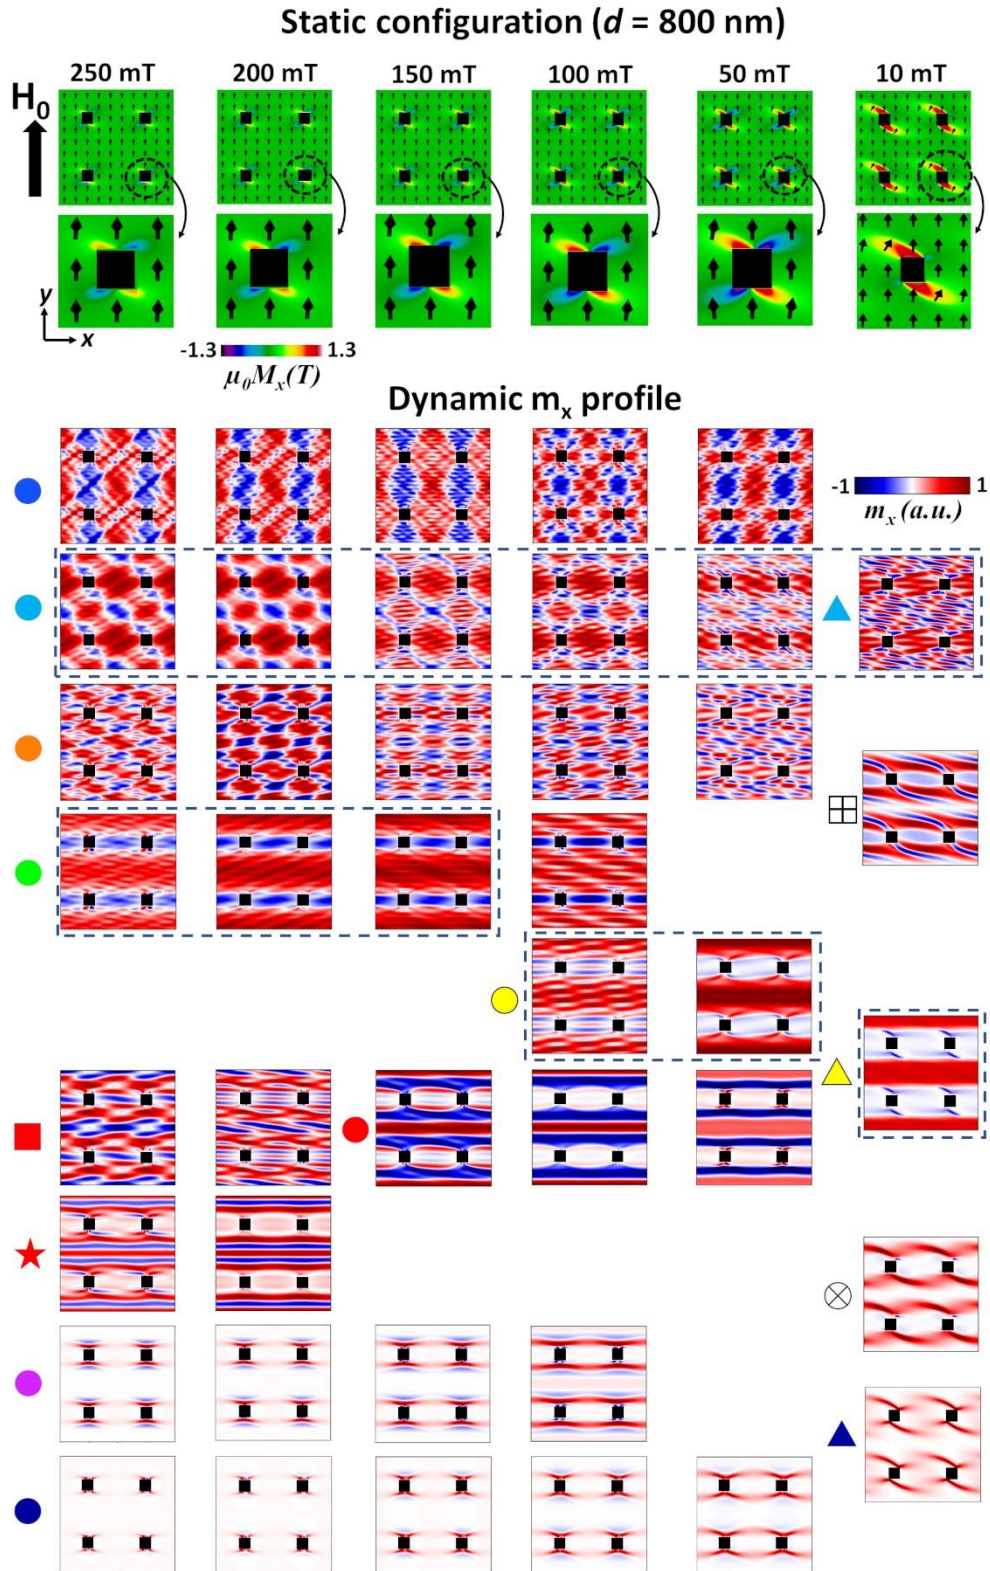 Static configuration (d = 800 nm)
250 mT 200 mT 150 mT 100 mT 50 mT 10 mT
H0
y
x
-1.3 1.3
μ0Mx(T)
Dynamic mx profile
-1 1
mx (a.u.)